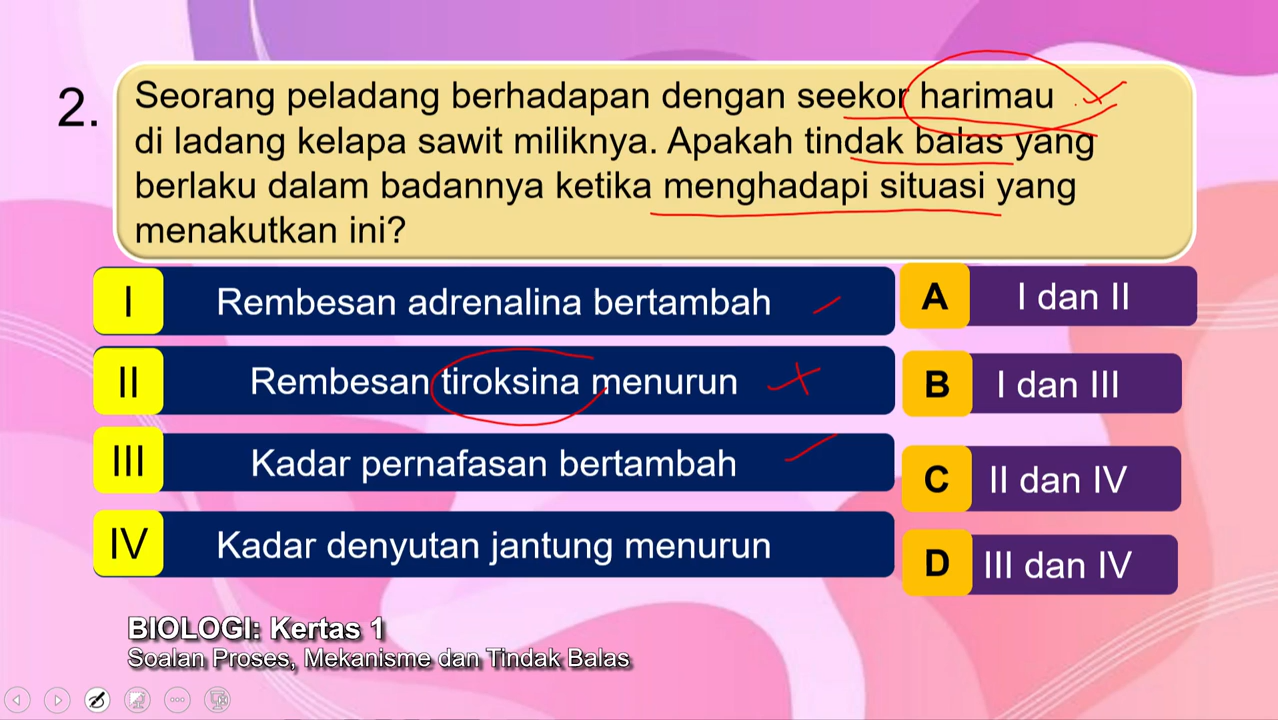 2.
Seorang peladang berhadapan dengan seekor harimau
di ladang kelapa sawit miliknya. Apakah tindak balas yang
berlaku dalam badannya ketika menghadapi situasi yang
menakutkan ini?
I Rembesan adrenalina bertambah
II Rembesan tiroksina menurun
III Kadar pernafasan bertambah
IV Kadar denyutan jantung menurun
A I dan II
B I dan III
C II dan IV
D III dan IV
BIOLOGI: Kertas 1
Soalan Proses, Mekanisme dan Tindak Balas